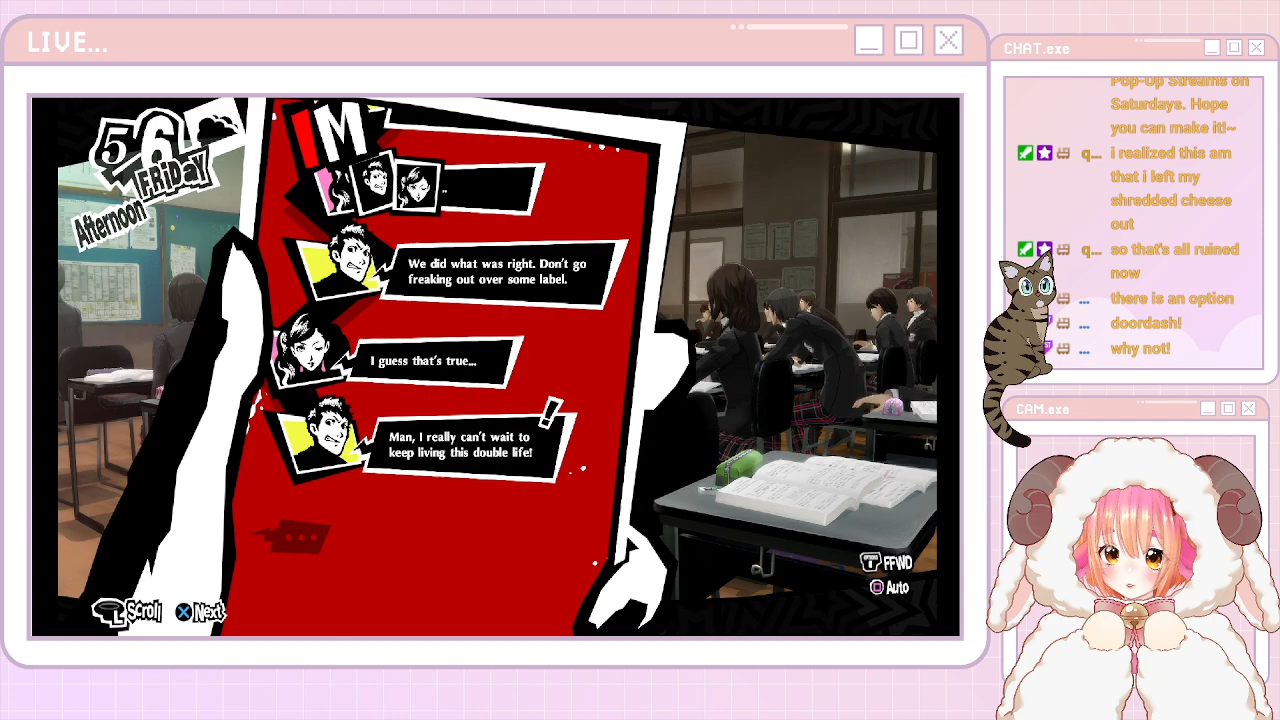 LIVE...
5 6
FRiDaY
Afternoon
IM
..
We did what was right. Don't go
freaking out over some label.
I guess that's true...
!
Man, I really can't wait to
keep living this double life!
...
OPTIONS
FFWD
Auto
L Scroll
Next
CHAT.exe
Pop-Up Streams on
Saturdays. Hope
you can make it!~
q... i realized this am
that i left my
shredded cheese
out
q... so that's all ruined
now
... there is an option
... doordash!
... why not!
CAM.exe